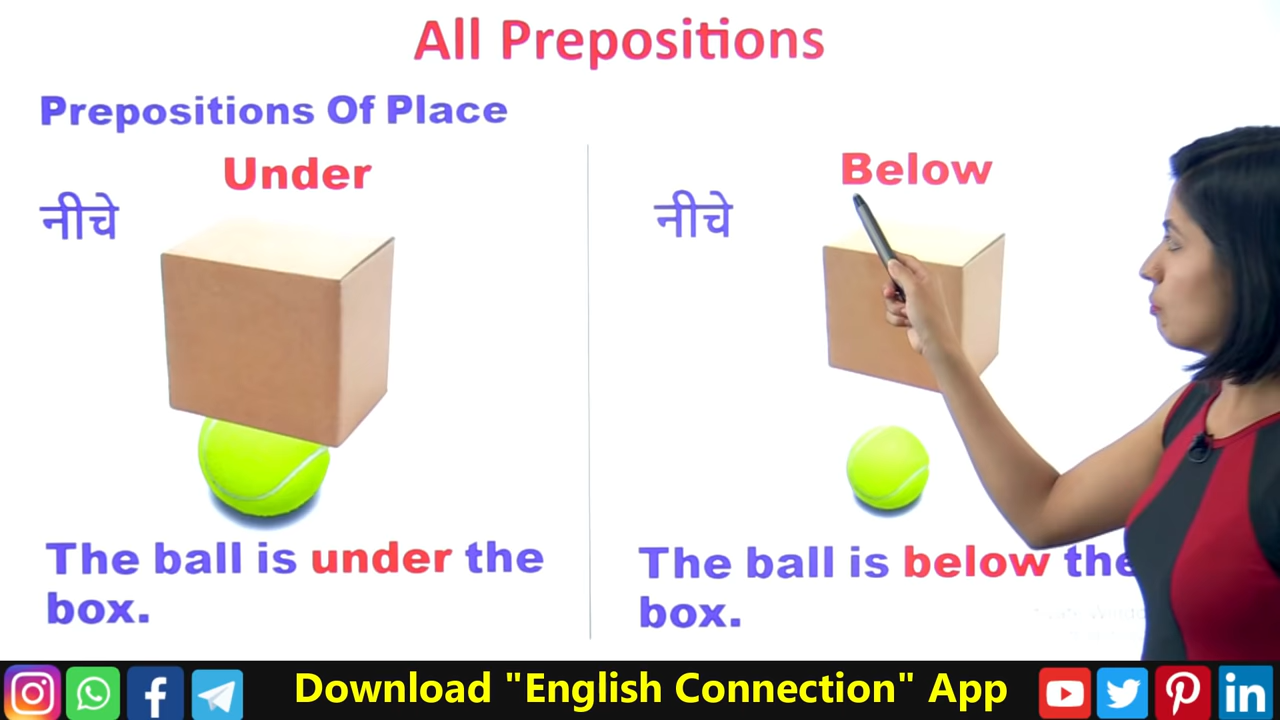 All Prepositions
Prepositions Of Place
Under
नीचे
The ball is under the
box.
Below
नीचे
The ball is below the
box.
Download "English Connection" App
in